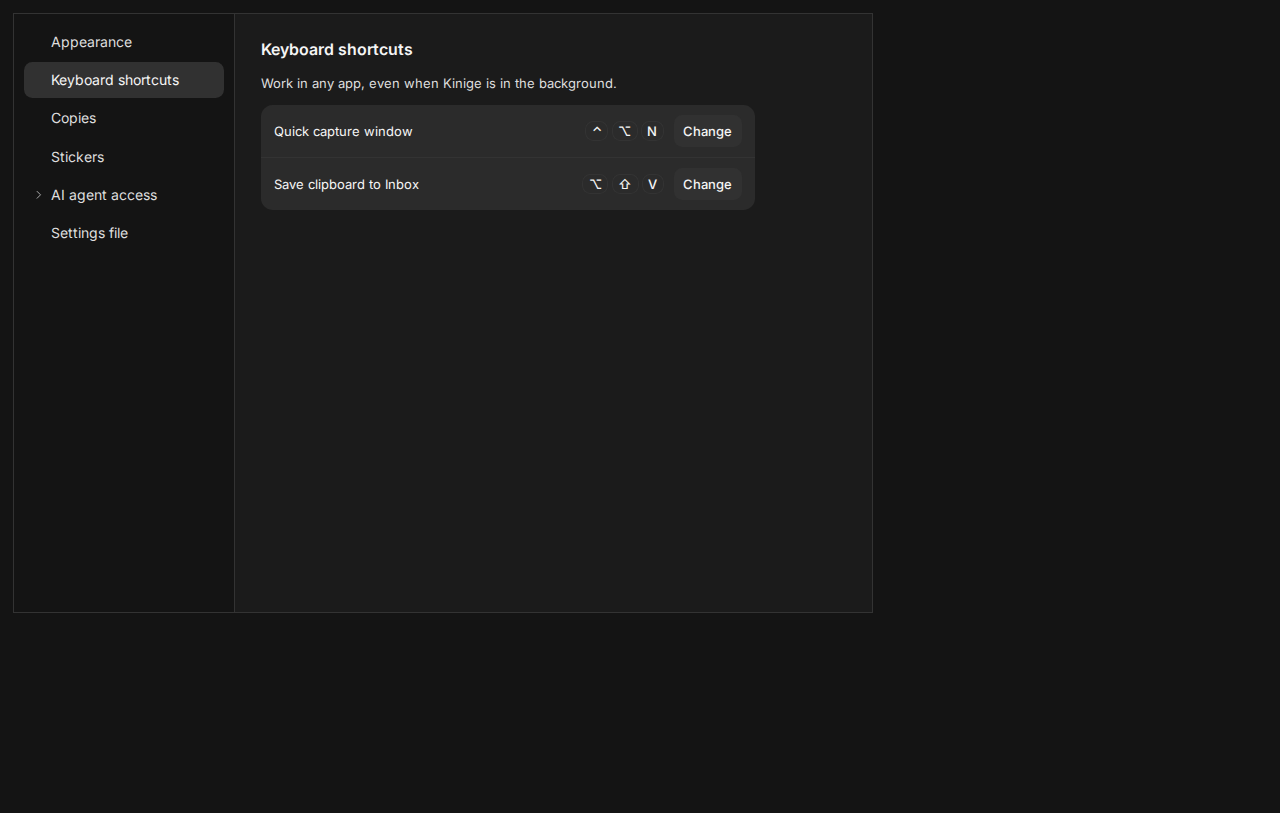 Appearance
Keyboard shortcuts
Copies
Stickers
AI agent access
Settings file
Keyboard shortcuts
Work in any app, even when Kinige is in the background.
Quick capture window ⌃ ⌥ N Change
Save clipboard to Inbox ⌥ ⇧ V Change